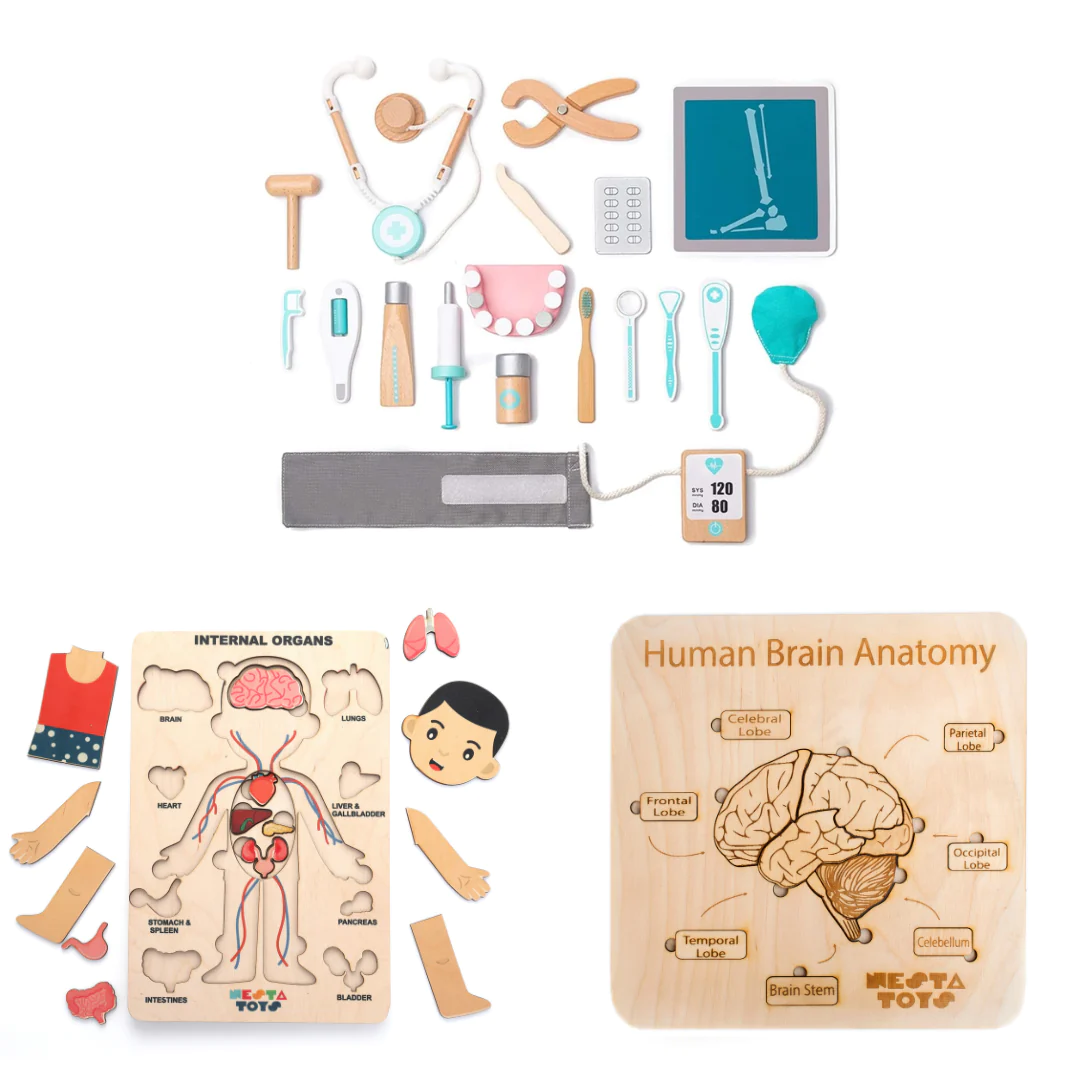 SYS
120
DIA
80
INTERNAL ORGANS
BRAIN
LUNGS
HEART
LIVER &
GALLBLADDER
STOMACH &
SPLEEN
PANCREAS
INTESTINES
BLADDER
NESTA
TOYS
Human Brain Anatomy
Celebral
Lobe
Parietal
Lobe
Frontal
Lobe
Occipital
Lobe
Temporal
Lobe
Celebellum
Brain Stem
NESTA
TOYS